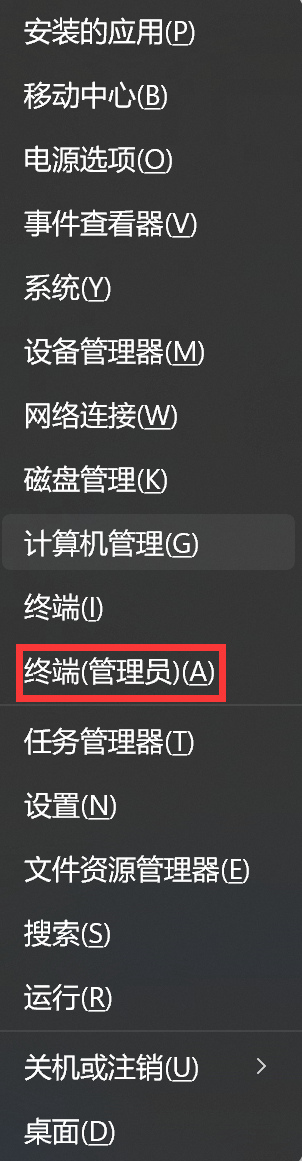 安装的应用(P)
移动中心(B)
电源选项(O)
事件查看器(V)
系统(Y)
设备管理器(M)
网络连接(W)
磁盘管理(K)
计算机管理(G)
终端(I)
终端(管理员)(A)
任务管理器(T)
设置(N)
文件资源管理器(E)
搜索(S)
运行(R)
关机或注销(U)
桌面(D)